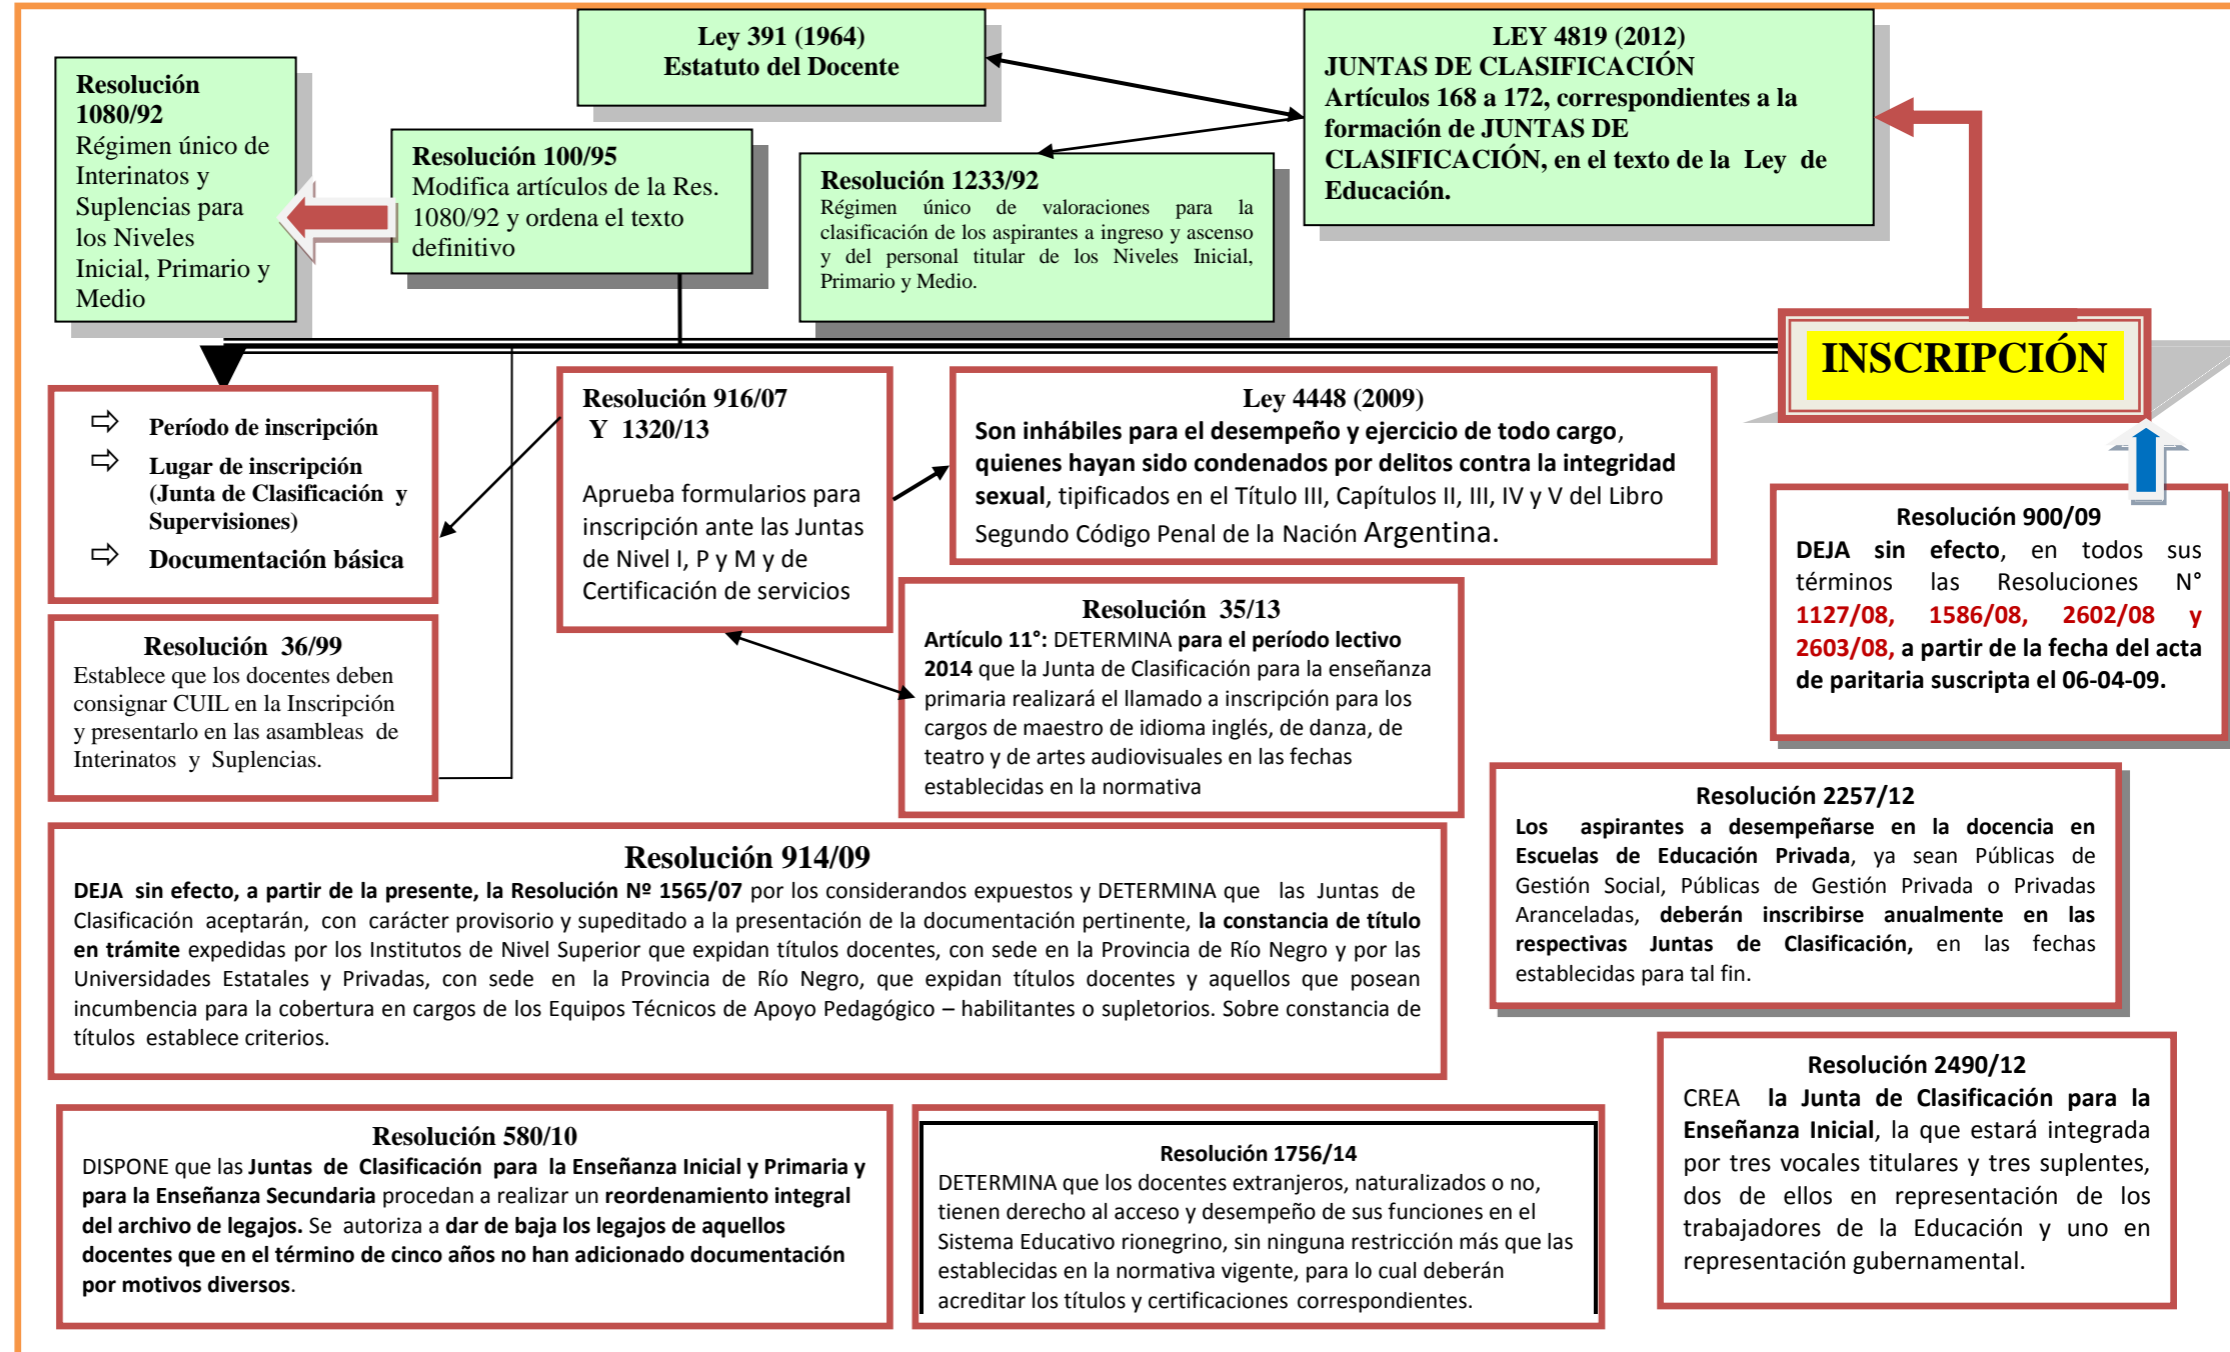 Ley 391 (1964)
Estatuto del Docente
LEY 4819 (2012)
JUNTAS DE CLASIFICACIÓN
Artículos 168 a 172, correspondientes a la
formación de JUNTAS DE
CLASIFICACIÓN, en el texto de la Ley de
Educación.
Resolución
1080/92
Régimen único de
Interinatos y
Suplencias para
los Niveles
Inicial, Primario y
Medio
Resolución 100/95
Modifica artículos de la Res.
1080/92 y ordena el texto
definitivo
Resolución 1233/92
Régimen único de valoraciones para la
clasificación de los aspirantes a ingreso y ascenso
y del personal titular de los Niveles Inicial,
Primario y Medio.
INSCRIPCIÓN
⇨ Período de inscripción
⇨ Lugar de inscripción
(Junta de Clasificación y
Supervisiones)
⇨ Documentación básica
Resolución 916/07
Y 1320/13
Aprueba formularios para
inscripción ante las Juntas
de Nivel I, P y M y de
Certificación de servicios
Ley 4448 (2009)
Son inhábiles para el desempeño y ejercicio de todo cargo,
quienes hayan sido condenados por delitos contra la integridad
sexual, tipificados en el Título III, Capítulos II, III, IV y V del Libro
Segundo Código Penal de la Nación Argentina.
Resolución 900/09
DEJA sin efecto, en todos sus
términos las Resoluciones N°
1127/08, 1586/08, 2602/08 y
2603/08, a partir de la fecha del acta
de paritaria suscripta el 06-04-09.
Resolución 36/99
Establece que los docentes deben
consignar CUIL en la Inscripción
y presentarlo en las asambleas de
Interinatos y Suplencias.
Resolución 35/13
Artículo 11°: DETERMINA para el período lectivo
2014 que la Junta de Clasificación para la enseñanza
primaria realizará el llamado a inscripción para los
cargos de maestro de idioma inglés, de danza, de
teatro y de artes audiovisuales en las fechas
establecidas en la normativa
Resolución 2257/12
Los aspirantes a desempeñarse en la docencia en
Escuelas de Educación Privada, ya sean Públicas de
Gestión Social, Públicas de Gestión Privada o Privadas
Aranceladas, deberán inscribirse anualmente en las
respectivas Juntas de Clasificación, en las fechas
establecidas para tal fin.
Resolución 914/09
DEJA sin efecto, a partir de la presente, la Resolución Nº 1565/07 por los considerandos expuestos y DETERMINA que las Juntas de
Clasificación aceptarán, con carácter provisorio y supeditado a la presentación de la documentación pertinente, la constancia de título
en trámite expedidas por los Institutos de Nivel Superior que expidan títulos docentes, con sede en la Provincia de Río Negro y por las
Universidades Estatales y Privadas, con sede en la Provincia de Río Negro, que expidan títulos docentes y aquellos que posean
incumbencia para la cobertura en cargos de los Equipos Técnicos de Apoyo Pedagógico – habilitantes o supletorios. Sobre constancia de
títulos establece criterios.
Resolución 2490/12
CREA la Junta de Clasificación para la
Enseñanza Inicial, la que estará integrada
por tres vocales titulares y tres suplentes,
dos de ellos en representación de los
trabajadores de la Educación y uno en
representación gubernamental.
Resolución 580/10
DISPONE que las Juntas de Clasificación para la Enseñanza Inicial y Primaria y
para la Enseñanza Secundaria procedan a realizar un reordenamiento integral
del archivo de legajos. Se autoriza a dar de baja los legajos de aquellos
docentes que en el término de cinco años no han adicionado documentación
por motivos diversos.
Resolución 1756/14
DETERMINA que los docentes extranjeros, naturalizados o no,
tienen derecho al acceso y desempeño de sus funciones en el
Sistema Educativo rionegrino, sin ninguna restricción más que las
establecidas en la normativa vigente, para lo cual deberán
acreditar los títulos y certificaciones correspondientes.